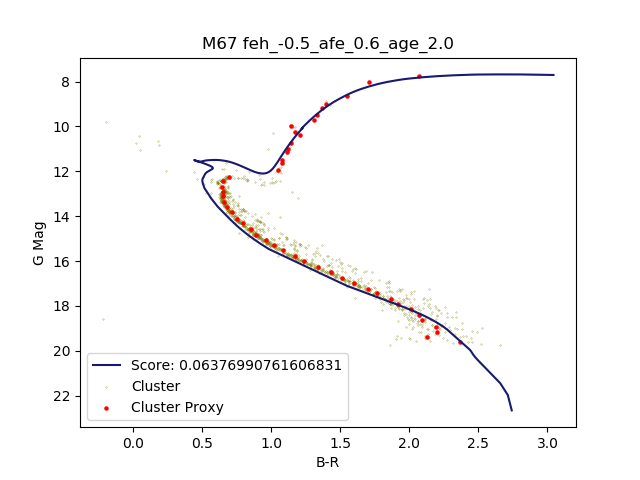 M67 feh_-0.5_afe_0.6_age_2.0
8
10
12
14
16
18
20
22
G Mag
Score: 0.06376990761606831
Cluster
Cluster Proxy
0.0 0.5 1.0 1.5 2.0 2.5 3.0
B-R